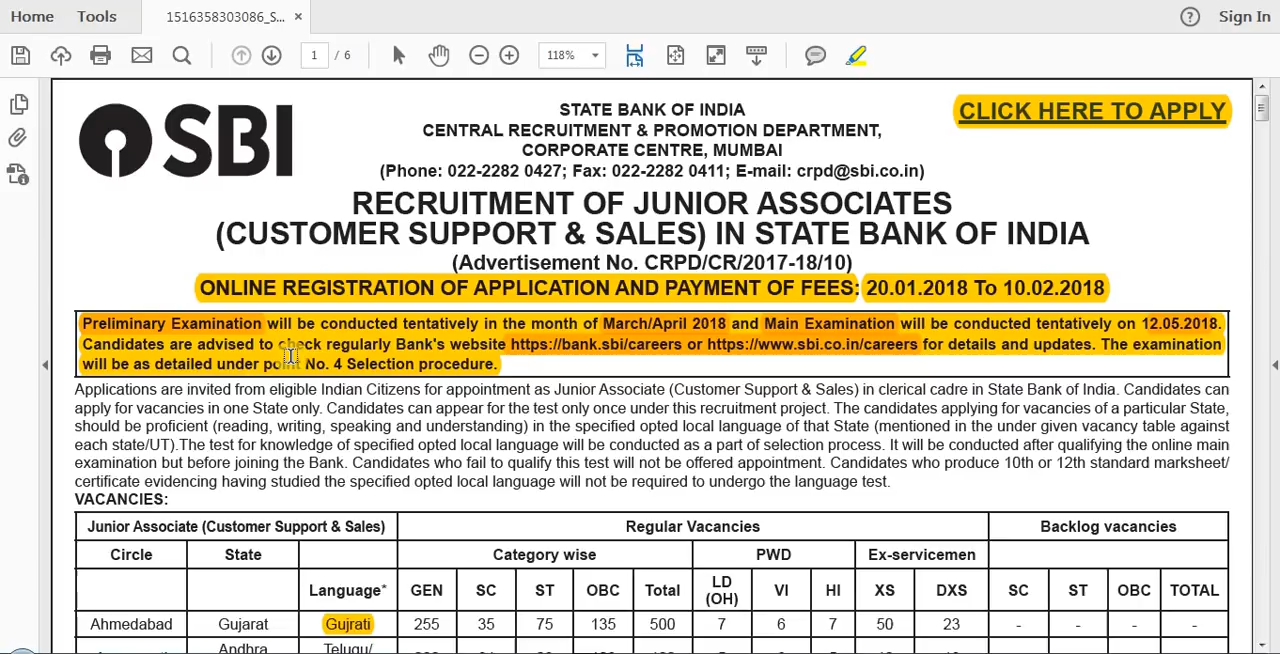 Home Tools 1516358303086_S... × ? Sign In
1 / 6 118%
CLICK HERE TO APPLY
SBI
STATE BANK OF INDIA
CENTRAL RECRUITMENT & PROMOTION DEPARTMENT,
CORPORATE CENTRE, MUMBAI
(Phone: 022-2282 0427; Fax: 022-2282 0411; E-mail: crpd@sbi.co.in)
RECRUITMENT OF JUNIOR ASSOCIATES
(CUSTOMER SUPPORT & SALES) IN STATE BANK OF INDIA
(Advertisement No. CRPD/CR/2017-18/10)
ONLINE REGISTRATION OF APPLICATION AND PAYMENT OF FEES: 20.01.2018 To 10.02.2018
Preliminary Examination will be conducted tentatively in the month of March/April 2018 and Main Examination will be conducted tentatively on 12.05.2018.
Candidates are advised to check regularly Bank's website https://bank.sbi/careers or https://www.sbi.co.in/careers for details and updates. The examination
will be as detailed under point No. 4 Selection procedure.
Applications are invited from eligible Indian Citizens for appointment as Junior Associate (Customer Support & Sales) in clerical cadre in State Bank of India. Candidates can
apply for vacancies in one State only. Candidates can appear for the test only once under this recruitment project. The candidates applying for vacancies of a particular State,
should be proficient (reading, writing, speaking and understanding) in the specified opted local language of that State (mentioned in the under given vacancy table against
each state/UT).The test for knowledge of specified opted local language will be conducted as a part of selection process. It will be conducted after qualifying the online main
examination but before joining the Bank. Candidates who fail to qualify this test will not be offered appointment. Candidates who produce 10th or 12th standard marksheet/
certificate evidencing having studied the specified opted local language will not be required to undergo the language test.
VACANCIES:
Junior Associate (Customer Support & Sales) Regular Vacancies Backlog vacancies
Circle State Category wise PWD Ex-servicemen
Language* GEN SC ST OBC Total LD (OH) VI HI XS DXS SC ST OBC TOTAL
Ahmedabad Gujarat Gujrati 255 35 75 135 500 7 6 7 50 23 - - - -
Andhra Telugu/